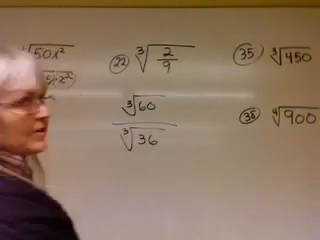 √50x²
㉒ ∛(2/9)
∛60 / ∛36
㉟ ∛450
㊳ ∜900